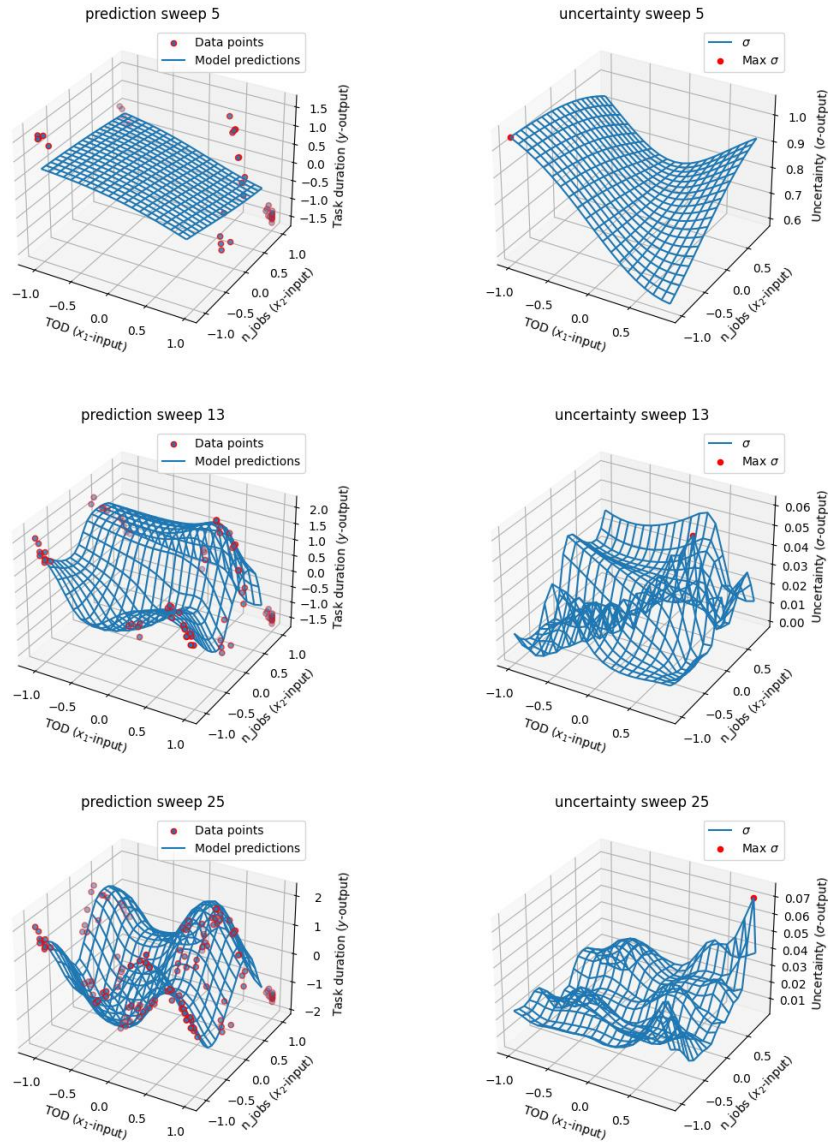 prediction sweep 5
Data points
Model predictions
1.5
1.0
0.5
0.0
−0.5
−1.0
−1.5
Task duration (y-output)
−1.0
−0.5
0.0
0.5
1.0
TOD (x₁-input)
−1.0
−0.5
0.0
0.5
1.0
n_jobs (x₂-input)
uncertainty sweep 5
σ
Max σ
1.0
0.9
0.8
0.7
0.6
Uncertainty (σ-output)
−1.0
−0.5
0.0
0.5
TOD (x₁-input)
−1.0
−0.5
0.0
0.5
n_jobs (x₂-input)
prediction sweep 13
Data points
Model predictions
2.0
1.5
1.0
0.5
0.0
−0.5
−1.0
−1.5
Task duration (y-output)
−1.0
−0.5
0.0
0.5
1.0
TOD (x₁-input)
−1.0
−0.5
0.0
0.5
1.0
n_jobs (x₂-input)
uncertainty sweep 13
σ
Max σ
0.06
0.05
0.04
0.03
0.02
0.01
0.00
Uncertainty (σ-output)
−1.0
−0.5
0.0
0.5
TOD (x₁-input)
−1.0
−0.5
0.0
0.5
n_jobs (x₂-input)
prediction sweep 25
Data points
Model predictions
2
1
0
−1
−2
Task duration (y-output)
−1.0
−0.5
0.0
0.5
1.0
TOD (x₁-input)
−1.0
−0.5
0.0
0.5
1.0
n_jobs (x₂-input)
uncertainty sweep 25
σ
Max σ
0.07
0.06
0.05
0.04
0.03
0.02
0.01
Uncertainty (σ-output)
−1.0
−0.5
0.0
0.5
TOD (x₁-input)
−1.0
−0.5
0.0
0.5
n_jobs (x₂-input)